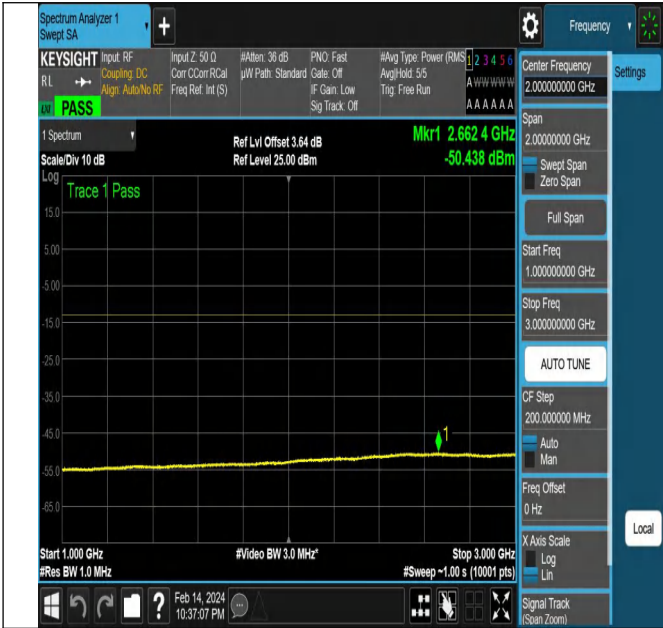 Spectrum Analyzer 1
Swept SA
+
Frequency
KEYSIGHT
RL
PASS
Input: RF
Coupling: DC
Align: Auto/No RF
Input Z: 50 Ω
Corr CCorr RCal
Freq Ref: Int (S)
#Atten: 36 dB
µW Path: Standard
PNO: Fast
Gate: Off
IF Gain: Low
Sig Track: Off
#Avg Type: Power (RMS
Avg|Hold: 5/5
Trig: Free Run
1 2 3 4 5 6
A W W W W W
A A A A A A
1 Spectrum
Scale/Div 10 dB
Ref Lvl Offset 3.64 dB
Ref Level 25.00 dBm
Mkr1 2.662 4 GHz
-50.438 dBm
Log
Trace 1 Pass
15.0
5.00
-5.00
-15.0
-25.0
-35.0
-45.0
-55.0
-65.0
1
Start 1.000 GHz
#Res BW 1.0 MHz
#Video BW 3.0 MHz*
Stop 3.000 GHz
#Sweep ~1.00 s (10001 pts)
?
Feb 14, 2024
10:37:07 PM
Center Frequency
2.000000000 GHz
Settings
Span
2.00000000 GHz
Swept Span
Zero Span
Full Span
Start Freq
1.000000000 GHz
Stop Freq
3.000000000 GHz
AUTO TUNE
CF Step
200.000000 MHz
Auto
Man
Freq Offset
0 Hz
X Axis Scale
Log
Lin
Local
Signal Track
(Span Zoom)